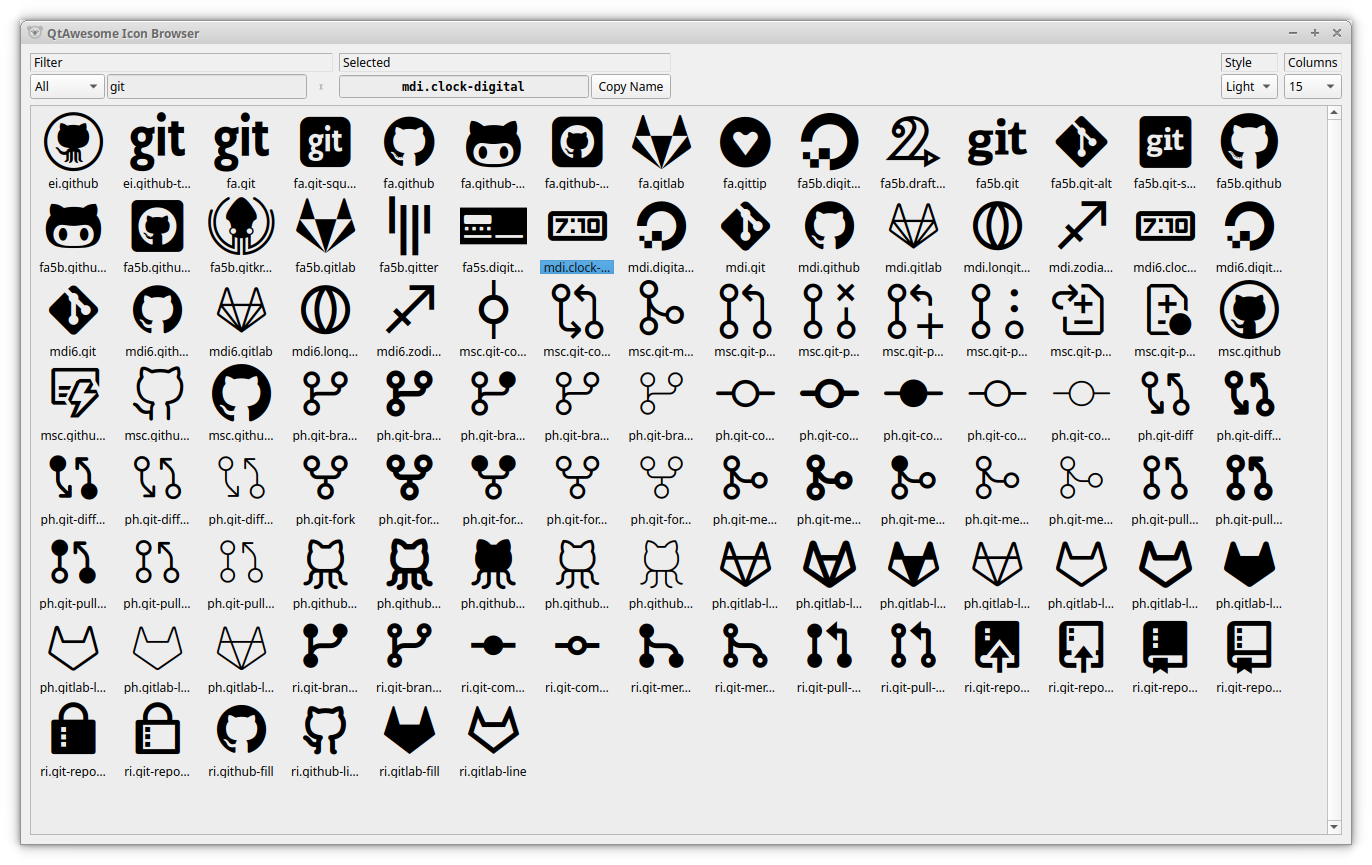 QtAwesome Icon Browser
Filter Selected Style Columns
All git mdi.clock-digital Copy Name Light 15
git git git git git
ei.github ei.github-t... fa.git fa.git-squ... fa.github fa.github-... fa.github-... fa.gitlab fa.gittip fa5b.digit... fa5b.draft... fa5b.git fa5b.git-alt fa5b.git-s... fa5b.github
7:10 7:10
fa5b.githu... fa5b.githu... fa5b.gitkr... fa5b.gitlab fa5b.gitter fa5s.digit... mdi.clock-... mdi.digita... mdi.git mdi.github mdi.gitlab mdi.longit... mdi.zodia... mdi6.cloc... mdi6.digit...
mdi6.git mdi6.gith... mdi6.gitlab mdi6.long... mdi6.zodi... msc.git-co... msc.git-co... msc.git-m... msc.git-p... msc.git-p... msc.git-p... msc.git-p... msc.git-p... msc.git-p... msc.github
msc.githu... msc.githu... msc.githu... ph.git-bra... ph.git-bra... ph.git-bra... ph.git-bra... ph.git-bra... ph.git-co... ph.git-co... ph.git-co... ph.git-co... ph.git-co... ph.git-diff ph.git-diff...
ph.git-diff... ph.git-diff... ph.git-diff... ph.git-fork ph.git-for... ph.git-for... ph.git-for... ph.git-for... ph.git-me... ph.git-me... ph.git-me... ph.git-me... ph.git-me... ph.git-pull... ph.git-pull...
ph.git-pull... ph.git-pull... ph.git-pull... ph.github... ph.github... ph.github... ph.github... ph.github... ph.gitlab-l... ph.gitlab-l... ph.gitlab-l... ph.gitlab-l... ph.gitlab-l... ph.gitlab-l... ph.gitlab-l...
ph.gitlab-l... ph.gitlab-l... ph.gitlab-l... ri.git-bran... ri.git-bran... ri.git-com... ri.git-com... ri.git-mer... ri.git-mer... ri.git-pull-... ri.git-pull-... ri.git-repo... ri.git-repo... ri.git-repo... ri.git-repo...
ri.git-repo... ri.git-repo... ri.github-fill ri.github-li... ri.gitlab-fill ri.gitlab-line